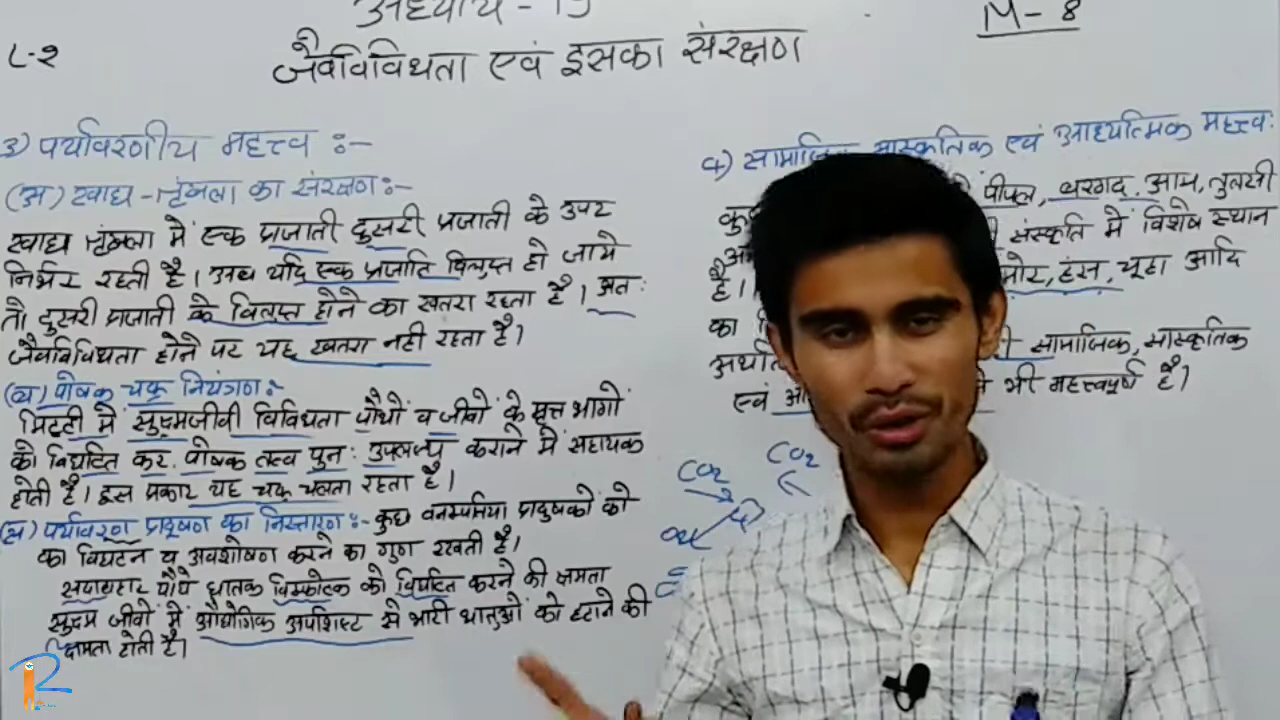 अध्याय - 15
M - 8
L-2
जैवविविधता एवं इसका संरक्षण
3) पर्यावरणीय महत्त्व :-
(अ) खाद्य - श्रृंखला का संरक्षण :-
खाद्य श्रृंखला में एक प्रजाती दुसरी प्रजाती के उपर
निर्भर रहती है। अब यदि एक प्रजाति विलुप्त हो जाये
तो दुसरी प्रजाती के विलुप्त होने का खतरा रहता है। अतः
जैवविविधता होने पर यह खतरा नही रहता है।
(ब) पोषक चक्र नियंत्रण :-
मिट्टी में सुक्ष्मजीवी विविधता पौधों व जीवों के मृत भागों
को विघटित कर पोषक तत्व पुनः उपलब्ध कराने में सहायक
होती है। इस प्रकार यह चक्र चलता रहता है।
(स) पर्यावरण प्रदूषण का निस्तारण :- कुछ वनस्पतिया प्रदुषको को
का विघटन व अवशोषण करने का गुण रखती है।
सदाबहार पौधे घातक विस्फोटक को विघटित करने की क्षमता
सुक्ष्म जीवों में औद्योगिक अपशिष्ट से भारी धातुओं को हटाने की
क्षमता होती है।
4) सामाजिक सांस्कृतिक एवं आध्यत्मिक महत्त्व:
पीपल, बरगद, आम, तुलसी
संस्कृति में विशेष स्थान
है। मोर, हंस, चूहा आदि
का
सामाजिक, सांस्कृतिक
एवं भी महत्त्वपूर्ण है।
CO2 CO2